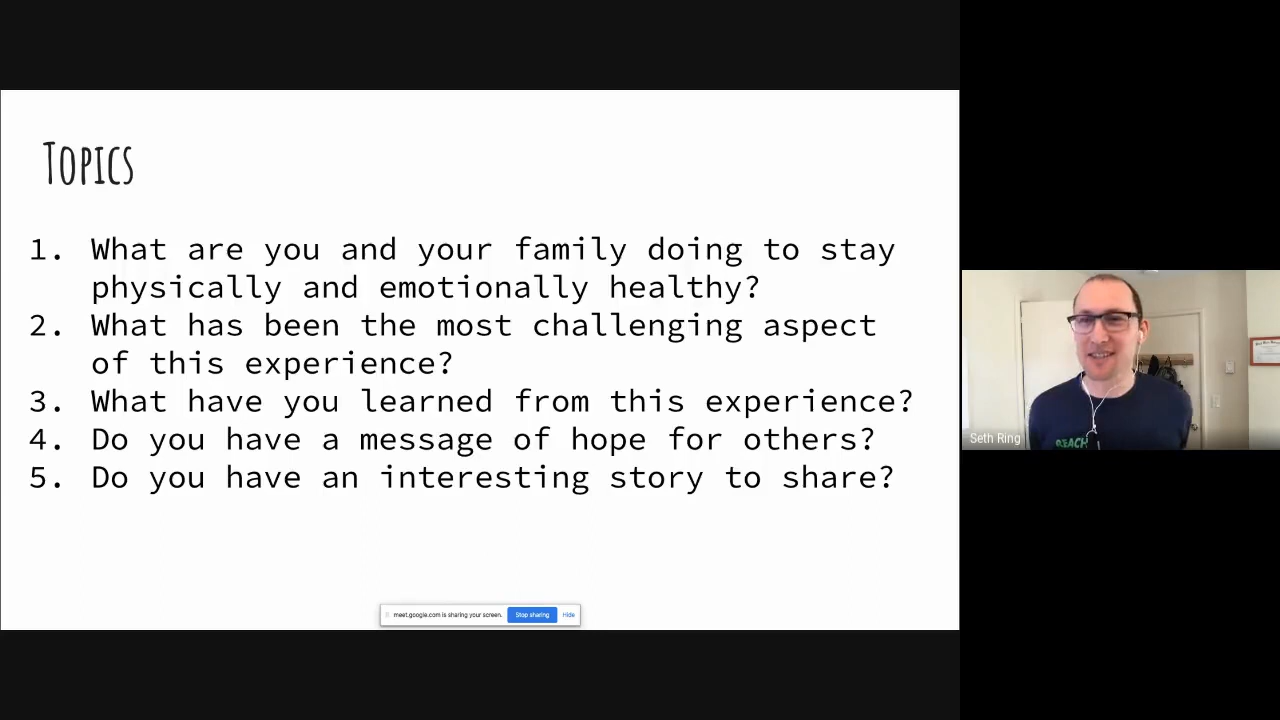 Topics
1. What are you and your family doing to stay
physically and emotionally healthy?
2. What has been the most challenging aspect
of this experience?
3. What have you learned from this experience?
4. Do you have a message of hope for others?
5. Do you have an interesting story to share?
meet.google.com is sharing your screen. Stop sharing Hide
Seth Ring